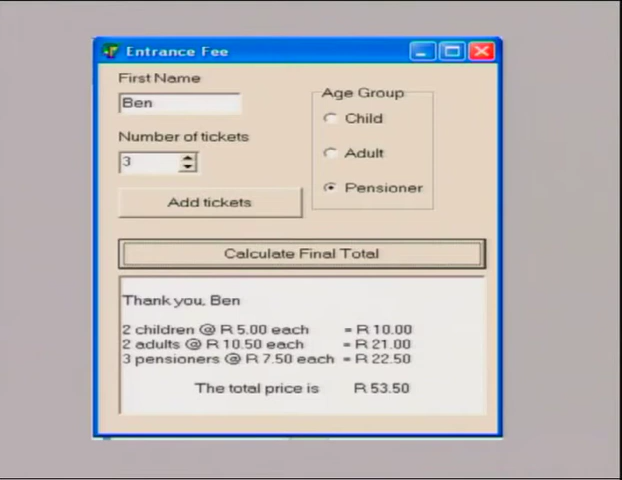 Entrance Fee
First Name
Ben
Number of tickets
3
Add tickets
Age Group
Child
Adult
Pensioner
Calculate Final Total
Thank you, Ben
2 children @ R 5.00 each = R 10.00
2 adults @ R 10.50 each = R 21.00
3 pensioners @ R 7.50 each = R 22.50
The total price is R 53.50